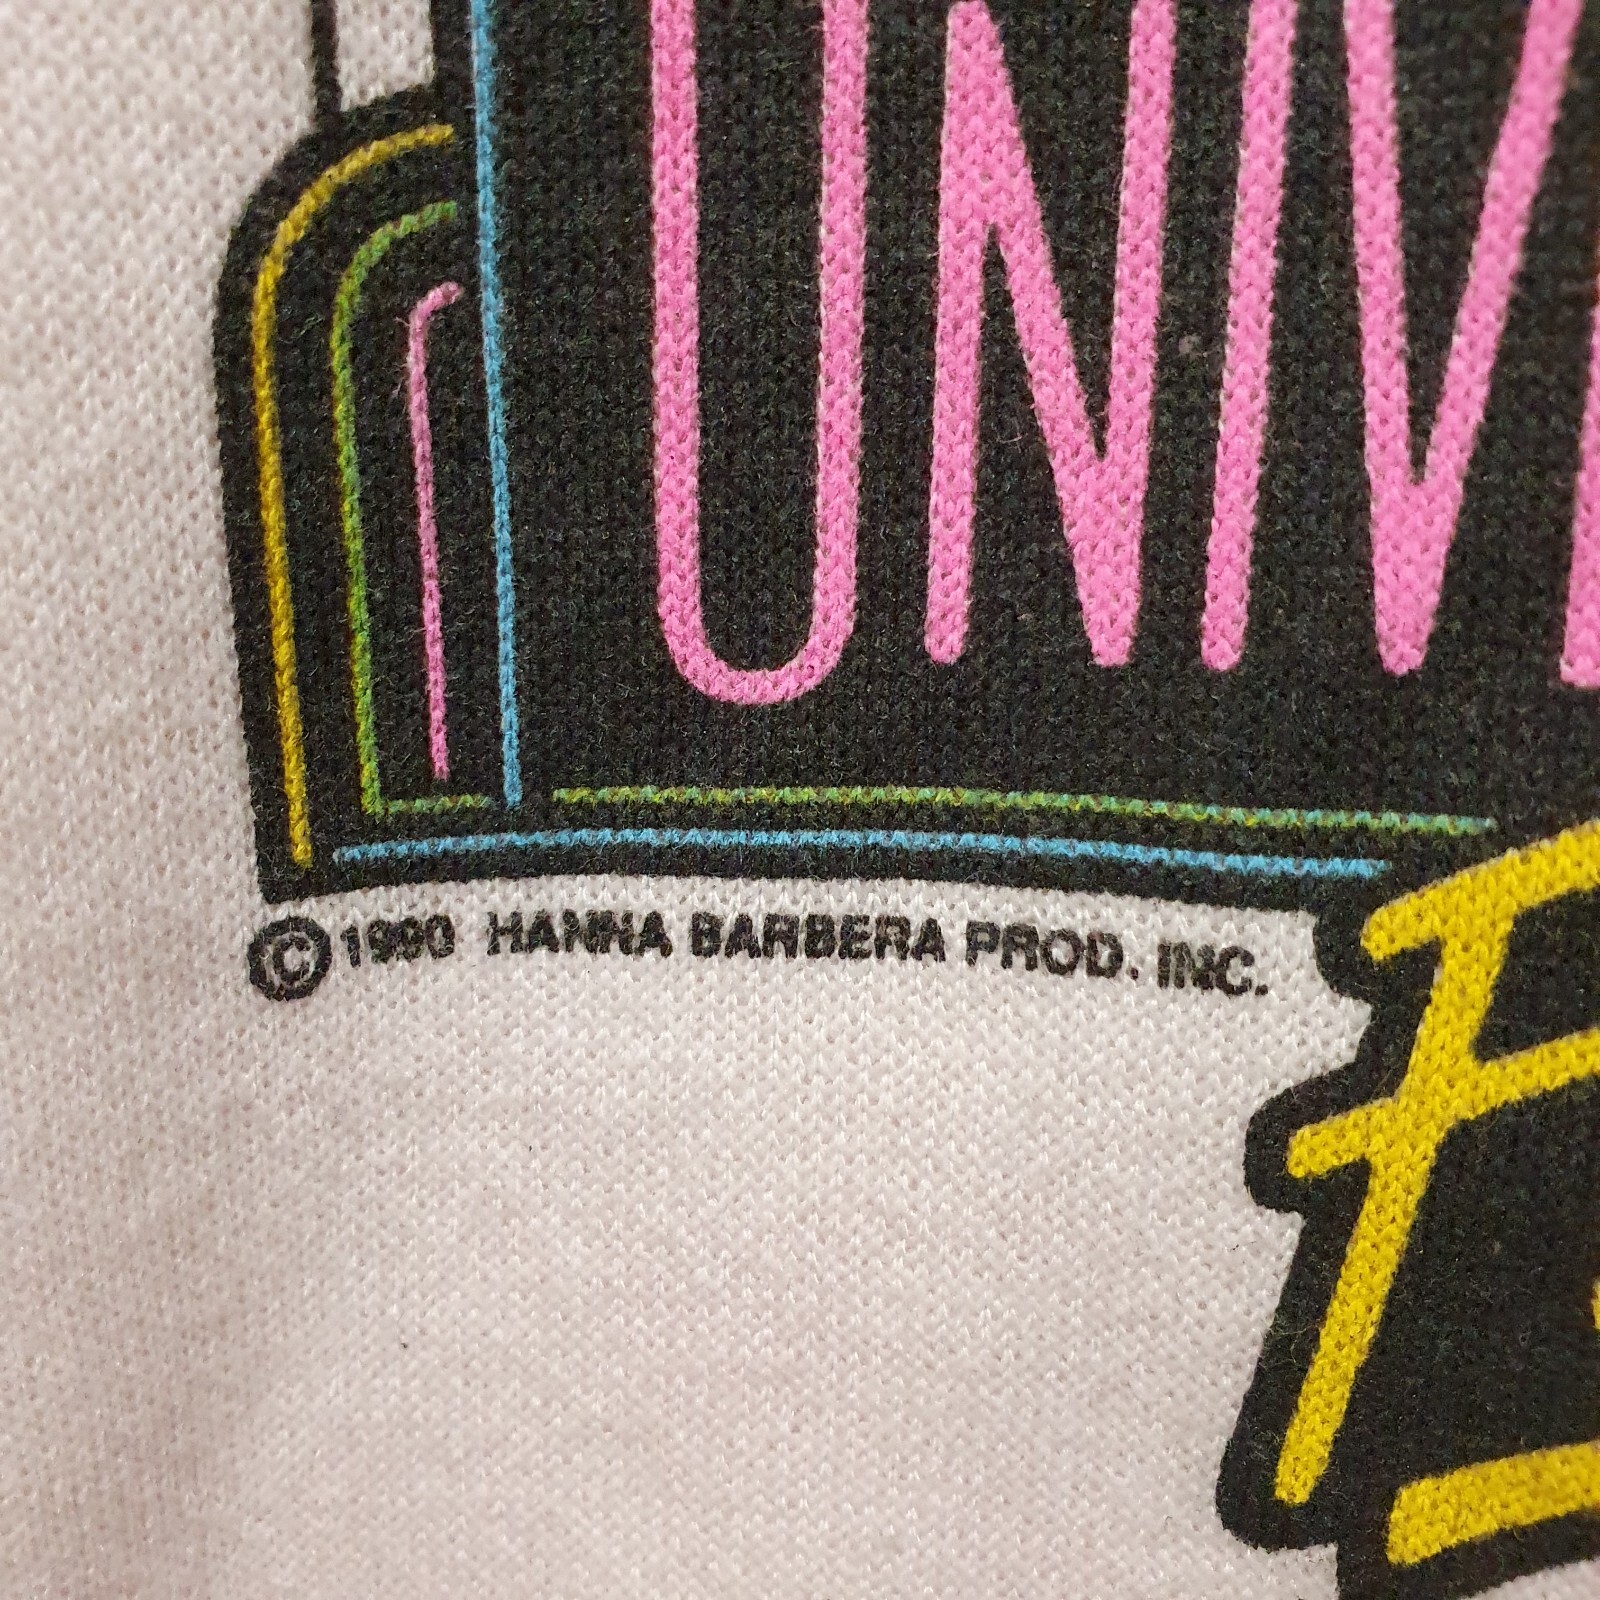 UNIV
© 1990 HANNA BARBERA PROD. INC.
F